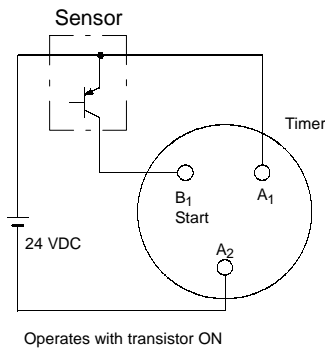 Sensor
Timer
B1
Start
A1
A2
24 VDC
Operates with transistor ON